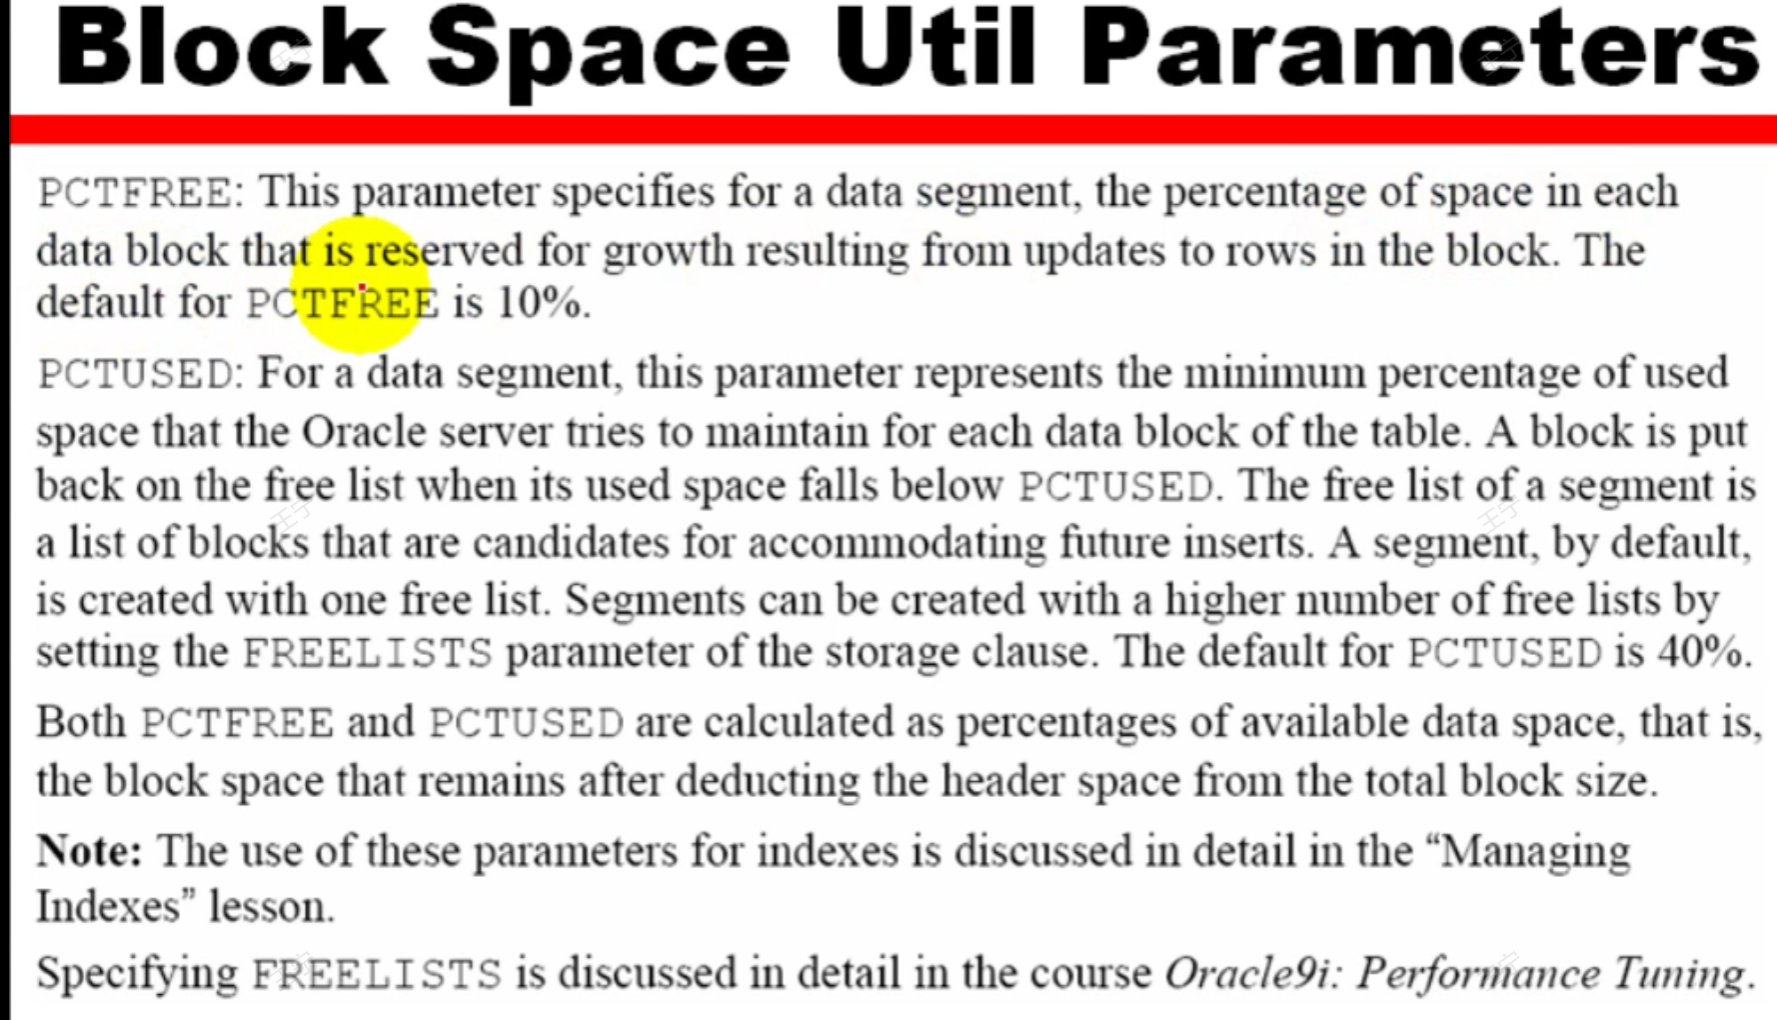 Block Space Util Parameters
PCTFREE: This parameter specifies for a data segment, the percentage of space in each
data block that is reserved for growth resulting from updates to rows in the block. The
default for PCTFREE is 10%.
PCTUSED: For a data segment, this parameter represents the minimum percentage of used
space that the Oracle server tries to maintain for each data block of the table. A block is put
back on the free list when its used space falls below PCTUSED. The free list of a segment is
a list of blocks that are candidates for accommodating future inserts. A segment, by default,
is created with one free list. Segments can be created with a higher number of free lists by
setting the FREELISTS parameter of the storage clause. The default for PCTUSED is 40%.
Both PCTFREE and PCTUSED are calculated as percentages of available data space, that is,
the block space that remains after deducting the header space from the total block size.
Note: The use of these parameters for indexes is discussed in detail in the “Managing
Indexes” lesson.
Specifying FREELISTS is discussed in detail in the course Oracle9i: Performance Tuning.